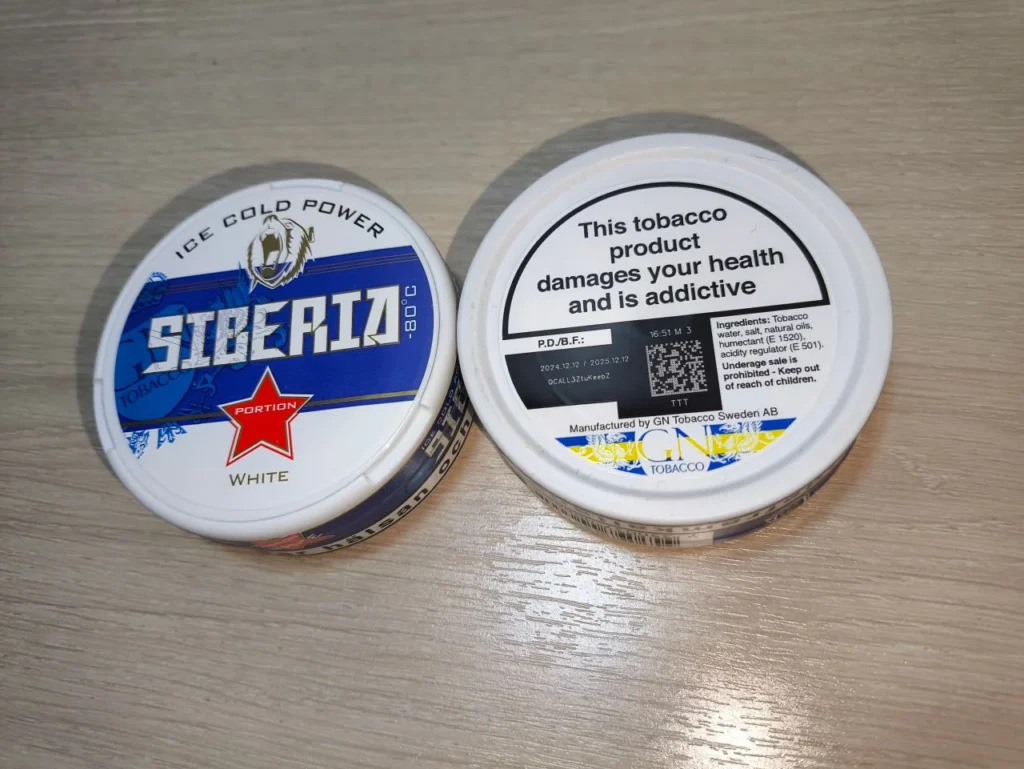 ICE COLD POWER
SIBERIA
-80°C
TOBACCO
PORTION
WHITE
hälsan och
This tobacco
product
damages your health
and is addictive
P.D./B.F.:
16:51 M 3
2024.12.12 / 2025.12.12
TTT
Ingredients: Tobacco
water, salt, natural oils,
humectant (E 1520),
acidity regulator (E 501).
Underage sale is
prohibited - Keep out
of reach of children.
Manufactured by GN Tobacco Sweden AB
GN
TOBACCO